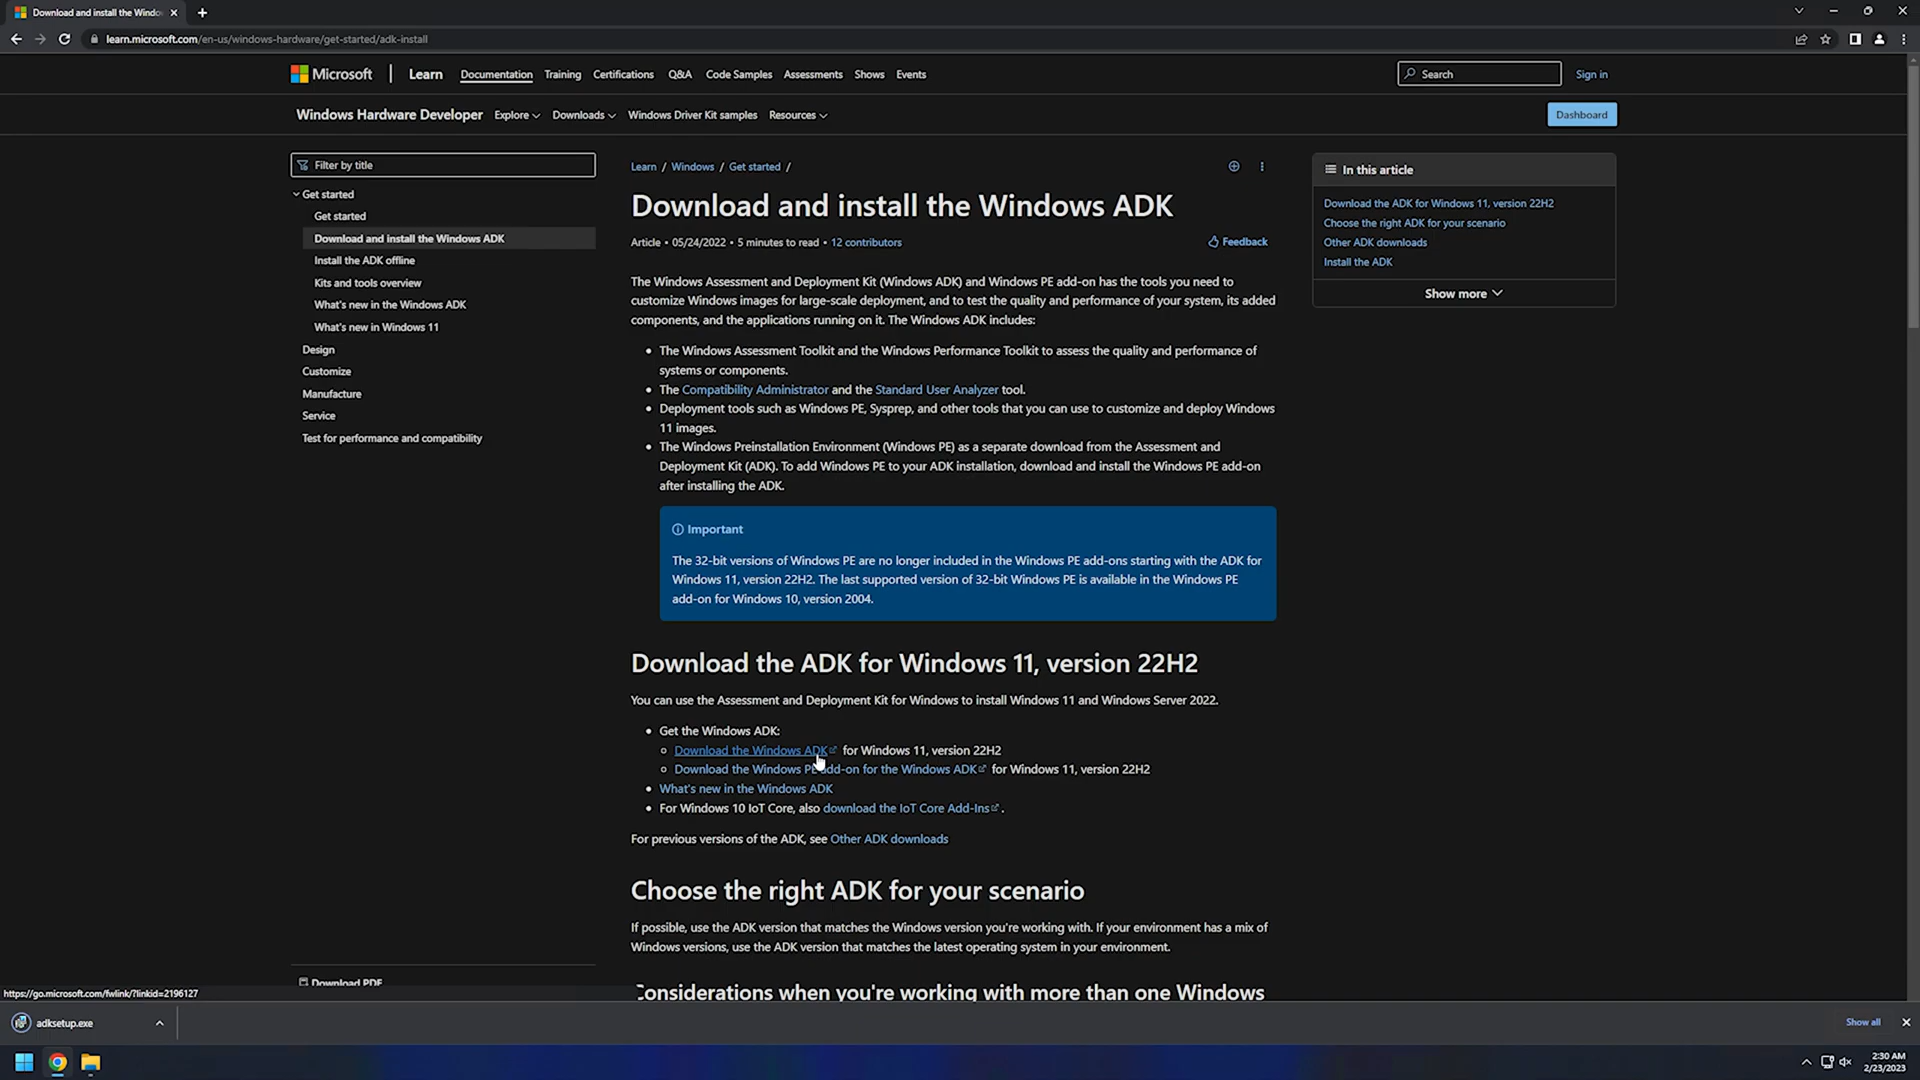 Download and install the Windo
learn.microsoft.com/en-us/windows-hardware/get-started/adk-install
Microsoft | Learn Documentation Training Certifications Q&A Code Samples Assessments Shows Events Search Sign in
Windows Hardware Developer Explore Downloads Windows Driver Kit samples Resources Dashboard
Filter by title
Get started
Get started
Download and install the Windows ADK
Install the ADK offline
Kits and tools overview
What's new in the Windows ADK
What's new in Windows 11
Design
Customize
Manufacture
Service
Test for performance and compatibility
Download PDF
Learn / Windows / Get started /
Download and install the Windows ADK
Article • 05/24/2022 • 5 minutes to read • 12 contributors
Feedback
The Windows Assessment and Deployment Kit (Windows ADK) and Windows PE add-on has the tools you need to
customize Windows images for large-scale deployment, and to test the quality and performance of your system, its added
components, and the applications running on it. The Windows ADK includes:
• The Windows Assessment Toolkit and the Windows Performance Toolkit to assess the quality and performance of
systems or components.
• The Compatibility Administrator and the Standard User Analyzer tool.
• Deployment tools such as Windows PE, Sysprep, and other tools that you can use to customize and deploy Windows
11 images.
• The Windows Preinstallation Environment (Windows PE) as a separate download from the Assessment and
Deployment Kit (ADK). To add Windows PE to your ADK installation, download and install the Windows PE add-on
after installing the ADK.
Important
The 32-bit versions of Windows PE are no longer included in the Windows PE add-ons starting with the ADK for
Windows 11, version 22H2. The last supported version of 32-bit Windows PE is available in the Windows PE
add-on for Windows 10, version 2004.
Download the ADK for Windows 11, version 22H2
You can use the Assessment and Deployment Kit for Windows to install Windows 11 and Windows Server 2022.
• Get the Windows ADK:
Download the Windows ADK for Windows 11, version 22H2
Download the Windows PE add-on for the Windows ADK for Windows 11, version 22H2
• What's new in the Windows ADK
• For Windows 10 IoT Core, also download the IoT Core Add-Ins .
For previous versions of the ADK, see Other ADK downloads
Choose the right ADK for your scenario
If possible, use the ADK version that matches the Windows version you're working with. If your environment has a mix of
Windows versions, use the ADK version that matches the latest operating system in your environment.
Considerations when you're working with more than one Windows
In this article
Download the ADK for Windows 11, version 22H2
Choose the right ADK for your scenario
Other ADK downloads
Install the ADK
Show more
https://go.microsoft.com/fwlink/?linkid=2196127
adksetup.exe
Show all
2:30 AM
2/23/2023